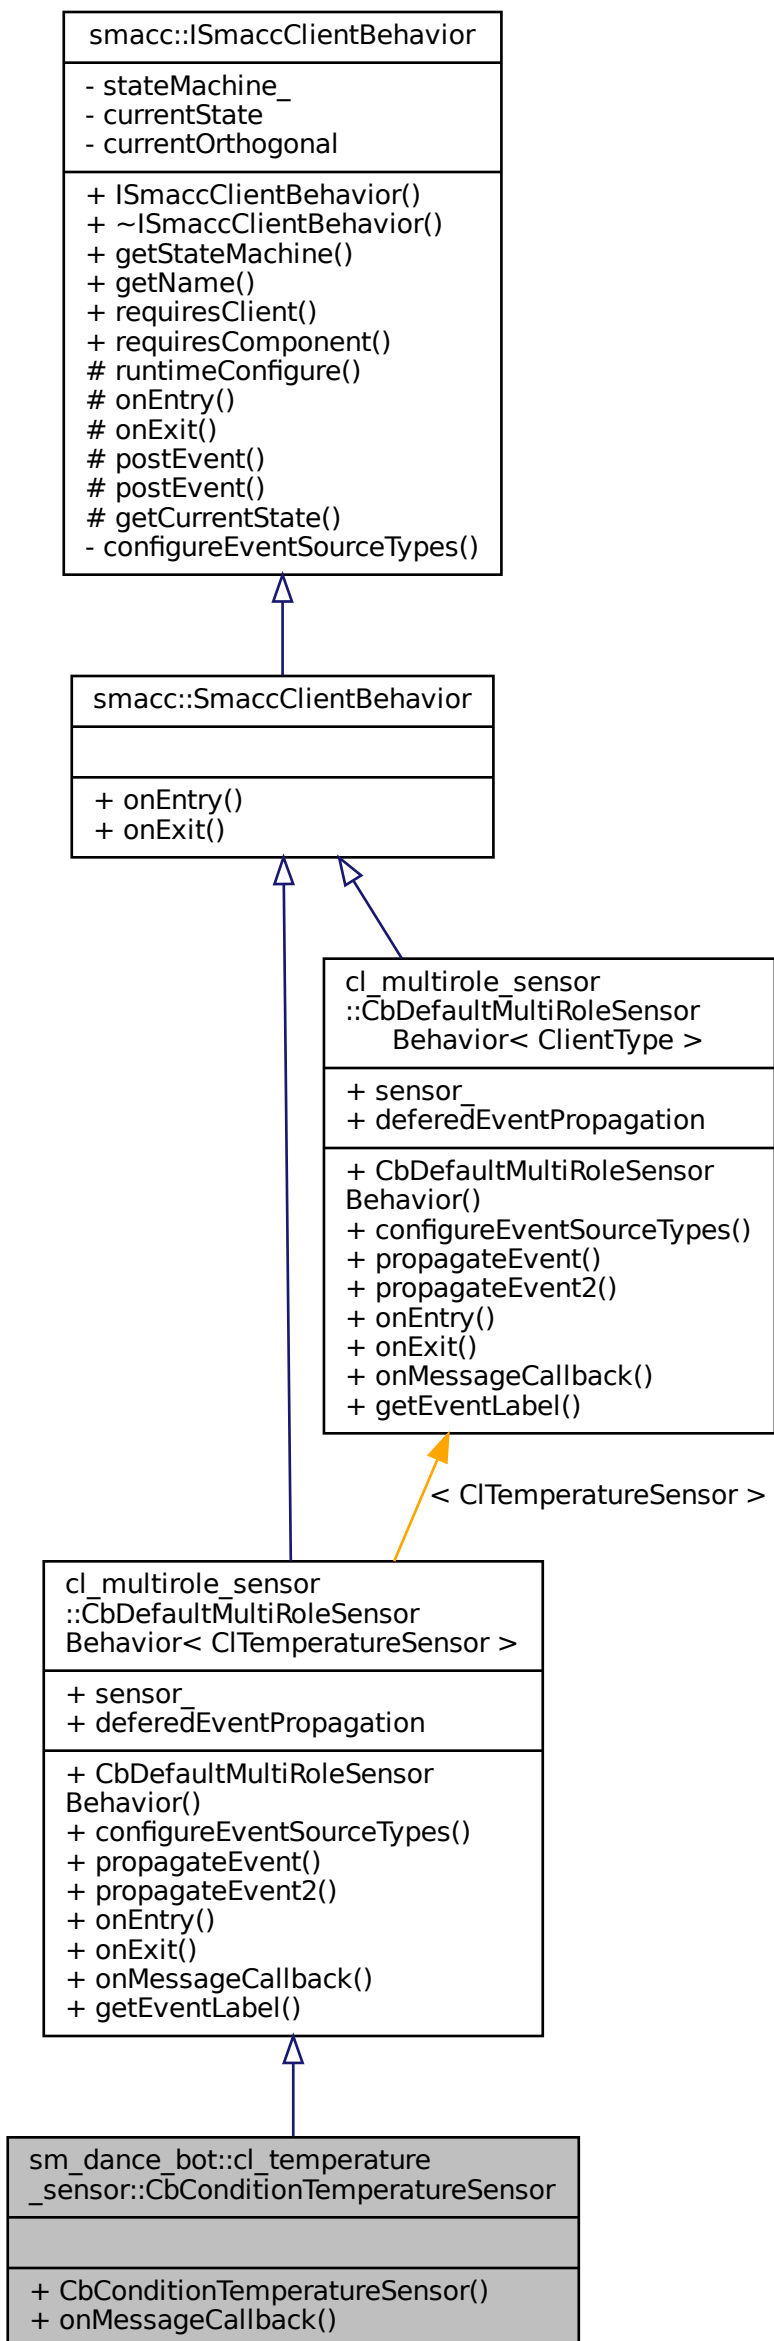 smacc::ISmaccClientBehavior
- stateMachine_
- currentState
- currentOrthogonal
+ ISmaccClientBehavior()
+ ~ISmaccClientBehavior()
+ getStateMachine()
+ getName()
+ requiresClient()
+ requiresComponent()
# runtimeConfigure()
# onEntry()
# onExit()
# postEvent()
# postEvent()
# getCurrentState()
- configureEventSourceTypes()
smacc::SmaccClientBehavior
+ onEntry()
+ onExit()
cl_multirole_sensor
::CbDefaultMultiRoleSensor
Behavior< ClientType >
+ sensor_
+ deferedEventPropagation
+ CbDefaultMultiRoleSensor
Behavior()
+ configureEventSourceTypes()
+ propagateEvent()
+ propagateEvent2()
+ onEntry()
+ onExit()
+ onMessageCallback()
+ getEventLabel()
< ClTemperatureSensor >
cl_multirole_sensor
::CbDefaultMultiRoleSensor
Behavior< ClTemperatureSensor >
+ sensor_
+ deferedEventPropagation
+ CbDefaultMultiRoleSensor
Behavior()
+ configureEventSourceTypes()
+ propagateEvent()
+ propagateEvent2()
+ onEntry()
+ onExit()
+ onMessageCallback()
+ getEventLabel()
sm_dance_bot::cl_temperature
_sensor::CbConditionTemperatureSensor
+ CbConditionTemperatureSensor()
+ onMessageCallback()